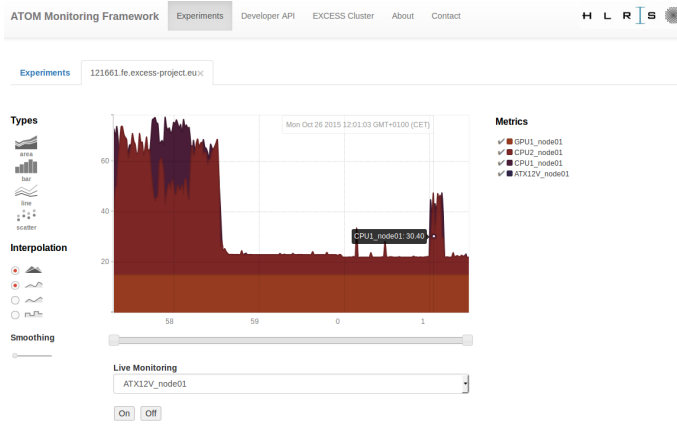 ATOM Monitoring Framework Experiments Developer API EXCESS Cluster About Contact H L R I S
Experiments 121661.fe.excess-project.eu×
Types
area
bar
line
scatter
Interpolation
Smoothing
Mon Oct 26 2015 12:01:03 GMT+0100 (CET)
60
40
20
CPU1_node01: 30.40
58 59 0 1
Metrics
GPU1_node01
CPU2_node01
CPU1_node01
ATX12V_node01
Live Monitoring
ATX12V_node01
On Off